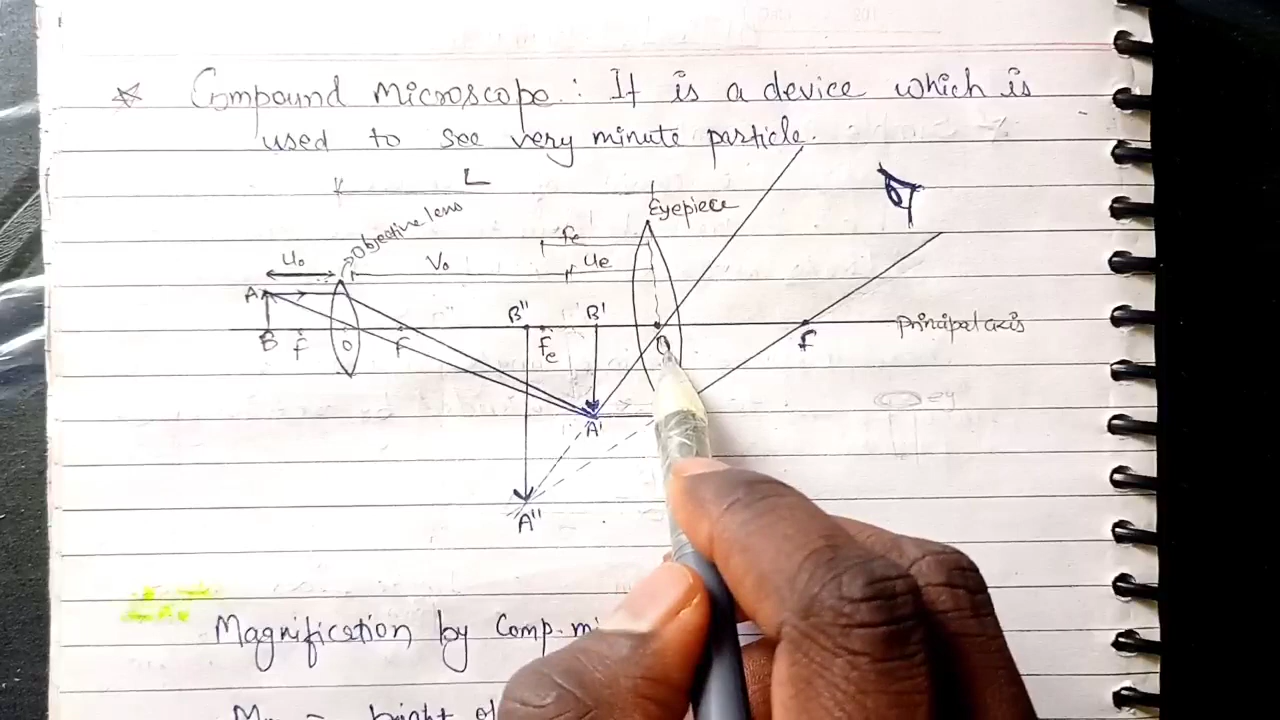 Compound Microscope : It is a device which is
used to see very minute particle.
L
Objective lens
Eyepiece
fe
uo Vo ue
A
B" B'
Principal axis
B f O f fe O f
A'
A"
Magnification by Comp. mi